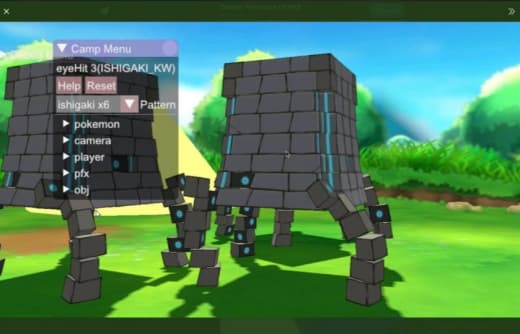 Camp Menu
eyeHit 3(ISHIGAKI_KW)
Help Reset
ishigaki x6 Pattern
pokemon
camera
player
pfx
obj